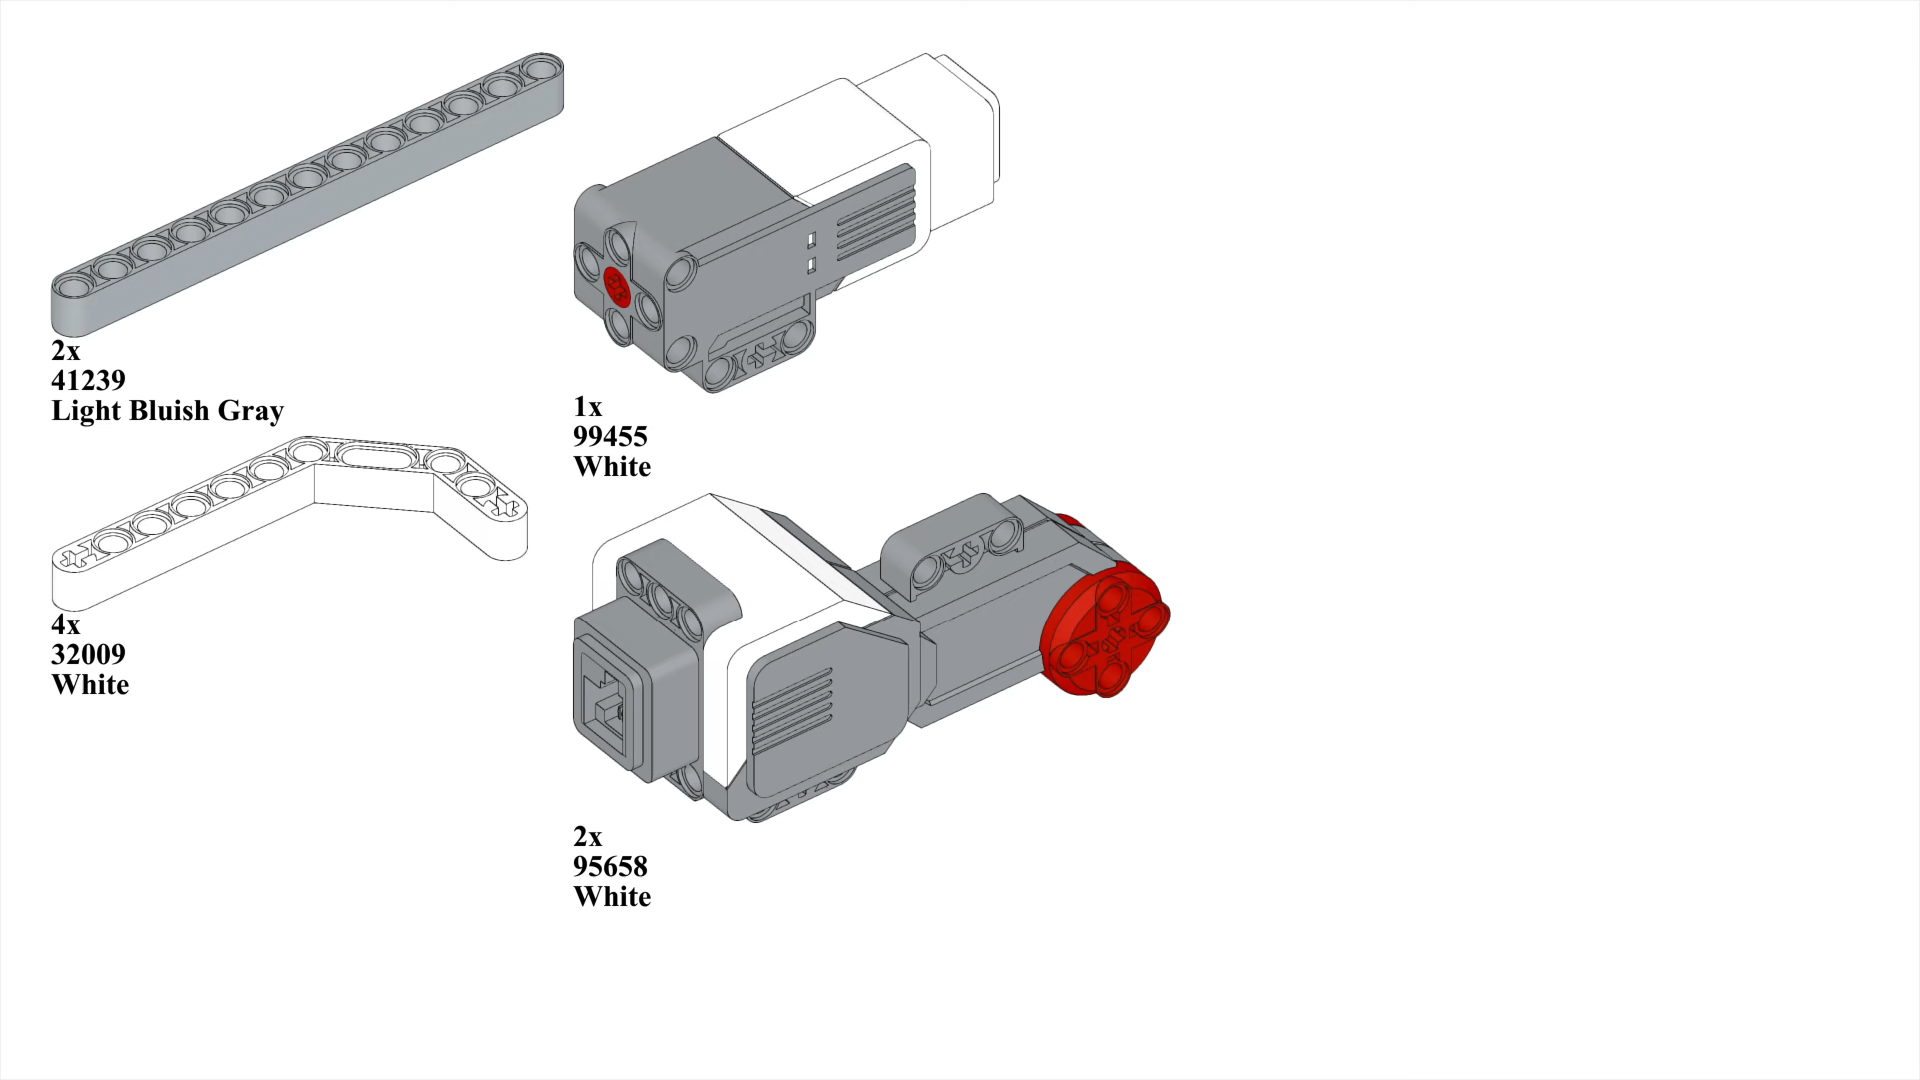 2x
41239
Light Bluish Gray
4x
32009
White
1x
99455
White
2x
95658
White